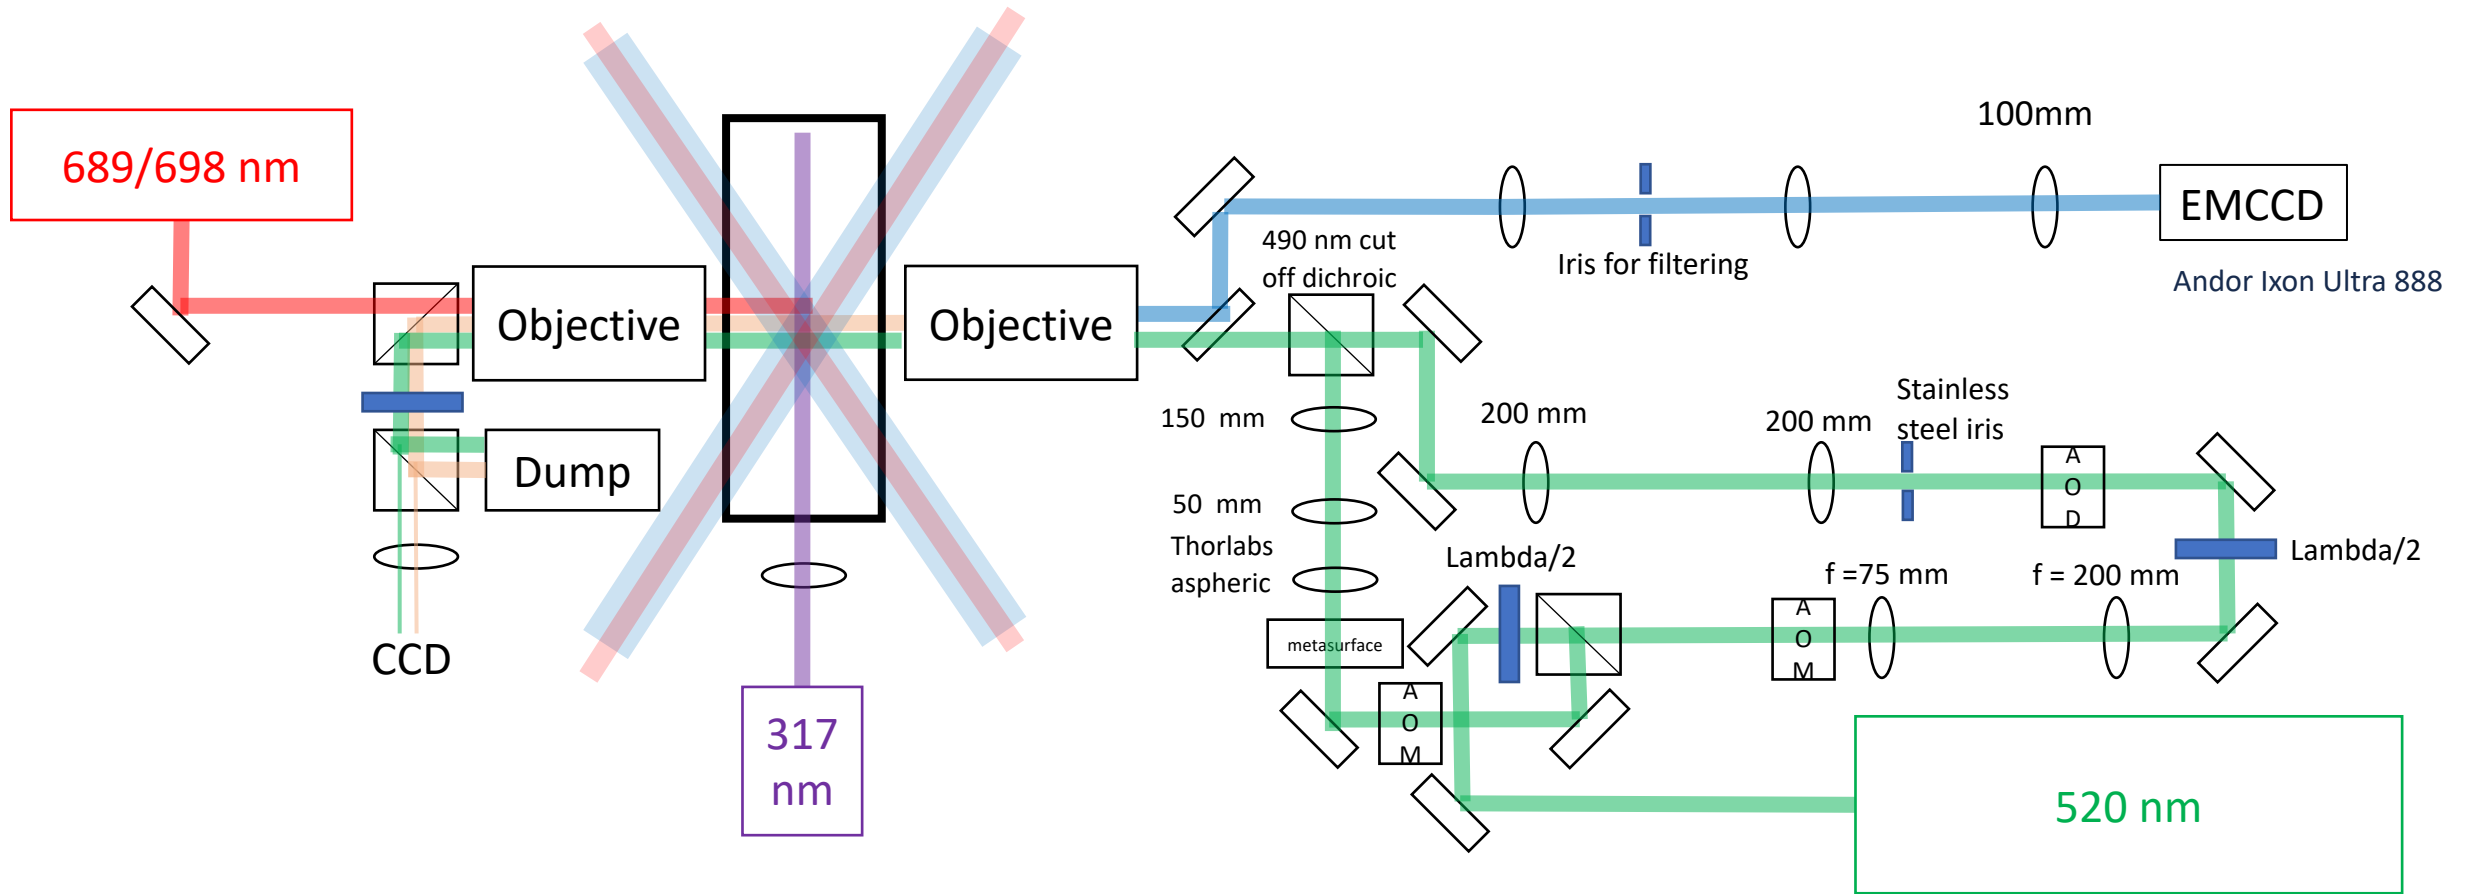 100mm
689/698 nm
EMCCD
490 nm cut
off dichroic
Iris for filtering
Andor Ixon Ultra 888
Objective
Objective
Stainless
steel iris
150  mm
200 mm
200 mm
Dump
A
O
D
50  mm
Thorlabs
aspheric
Lambda/2
Lambda/2
f =75 mm
f = 200 mm
A
O
M
metasurface
CCD
A
O
M
317
nm
520 nm